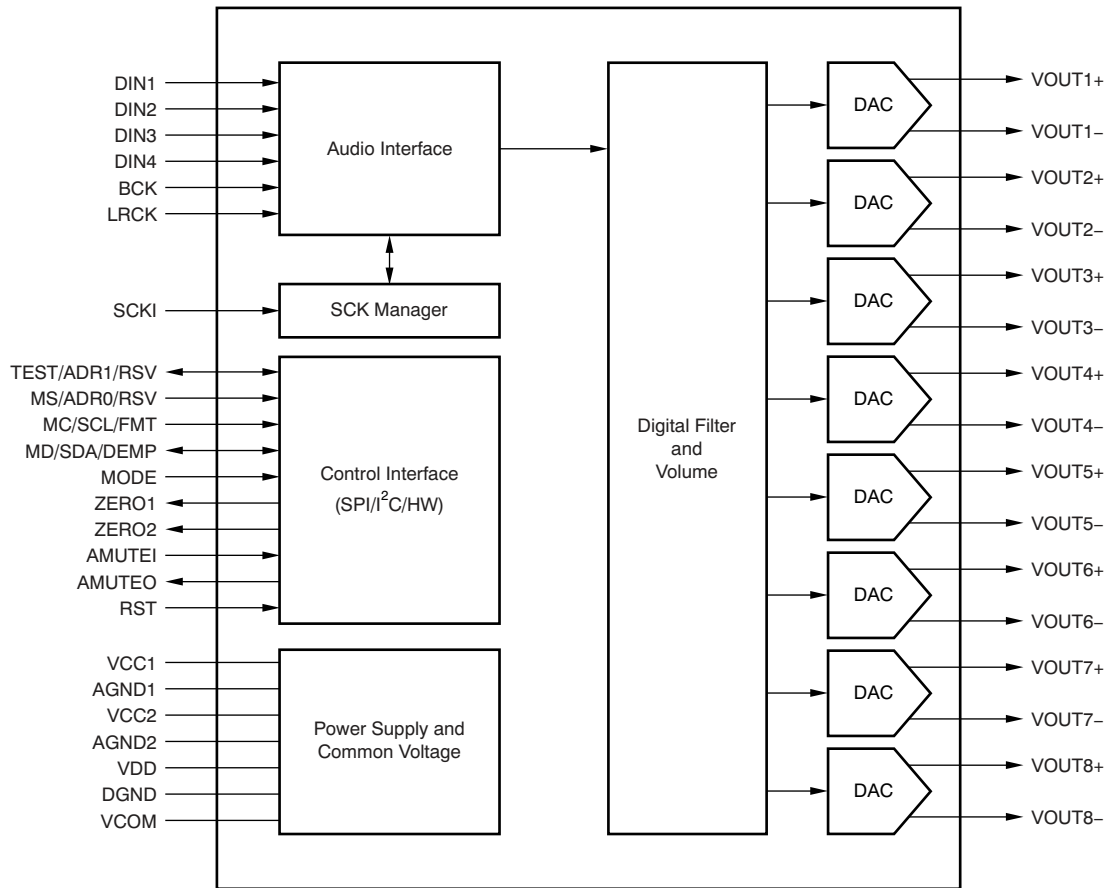 DIN1
DIN2
DIN3
DIN4
BCK
LRCK
SCKI
TEST/ADR1/RSV
MS/ADR0/RSV
MC/SCL/FMT
MD/SDA/DEMP
MODE
ZERO1
ZERO2
AMUTEI
AMUTEO
RST
VCC1
AGND1
VCC2
AGND2
VDD
DGND
VCOM
Audio Interface
SCK Manager
Control Interface
(SPI/I²C/HW)
Power Supply and
Common Voltage
Digital Filter
and
Volume
DAC
DAC
DAC
DAC
DAC
DAC
DAC
DAC
VOUT1+
VOUT1−
VOUT2+
VOUT2−
VOUT3+
VOUT3−
VOUT4+
VOUT4−
VOUT5+
VOUT5−
VOUT6+
VOUT6−
VOUT7+
VOUT7−
VOUT8+
VOUT8−